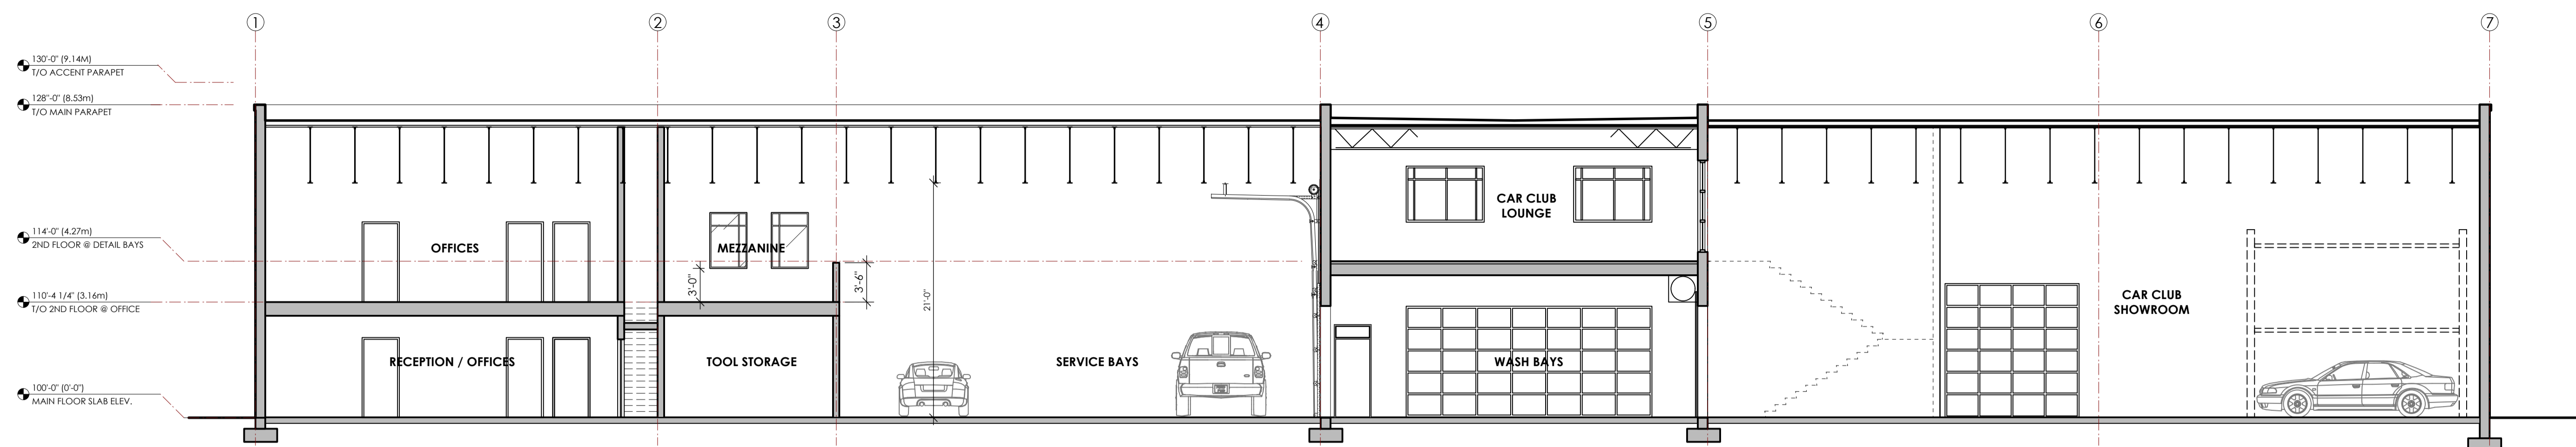 1
2
3
4
5
6
7
130'-0" (9.14M)
T/O ACCENT PARAPET
128"-0" (8.53m)
T/O MAIN PARAPET
114'-0" (4.27m)
2ND FLOOR @ DETAIL BAYS
110'-4 1/4" (3.16m)
T/O 2ND FLOOR @ OFFICE
100'-0" (0'-0")
MAIN FLOOR SLAB ELEV.
OFFICES
MEZZANINE
3'-0"
3'-6"
21'-0"
CAR CLUB
LOUNGE
CAR CLUB
SHOWROOM
RECEPTION / OFFICES
TOOL STORAGE
SERVICE BAYS
WASH BAYS